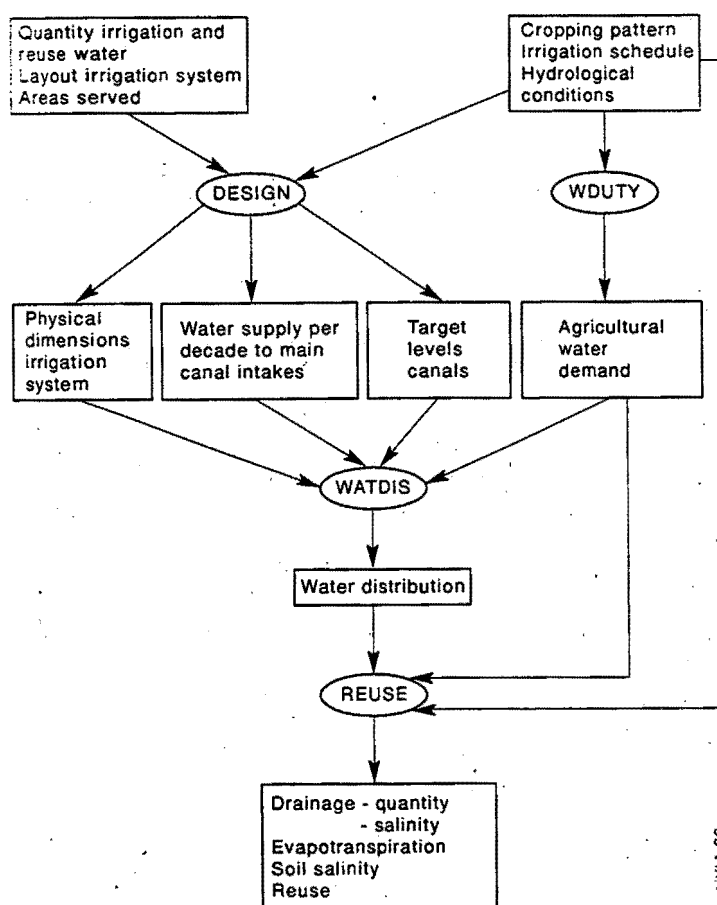 Quantity irrigation and
reuse water
Layout irrigation system
Areas served
Cropping pattern
Irrigation schedule
Hydrological
conditions
DESIGN
WDUTY
Physical
dimensions
irrigation
system
Water supply per
decade to main
canal intakes
Target
levels
canals
Agricultural
water
demand
WATDIS
Water distribution
REUSE
Drainage - quantity
- salinity
Evapotranspiration
Soil salinity
Reuse